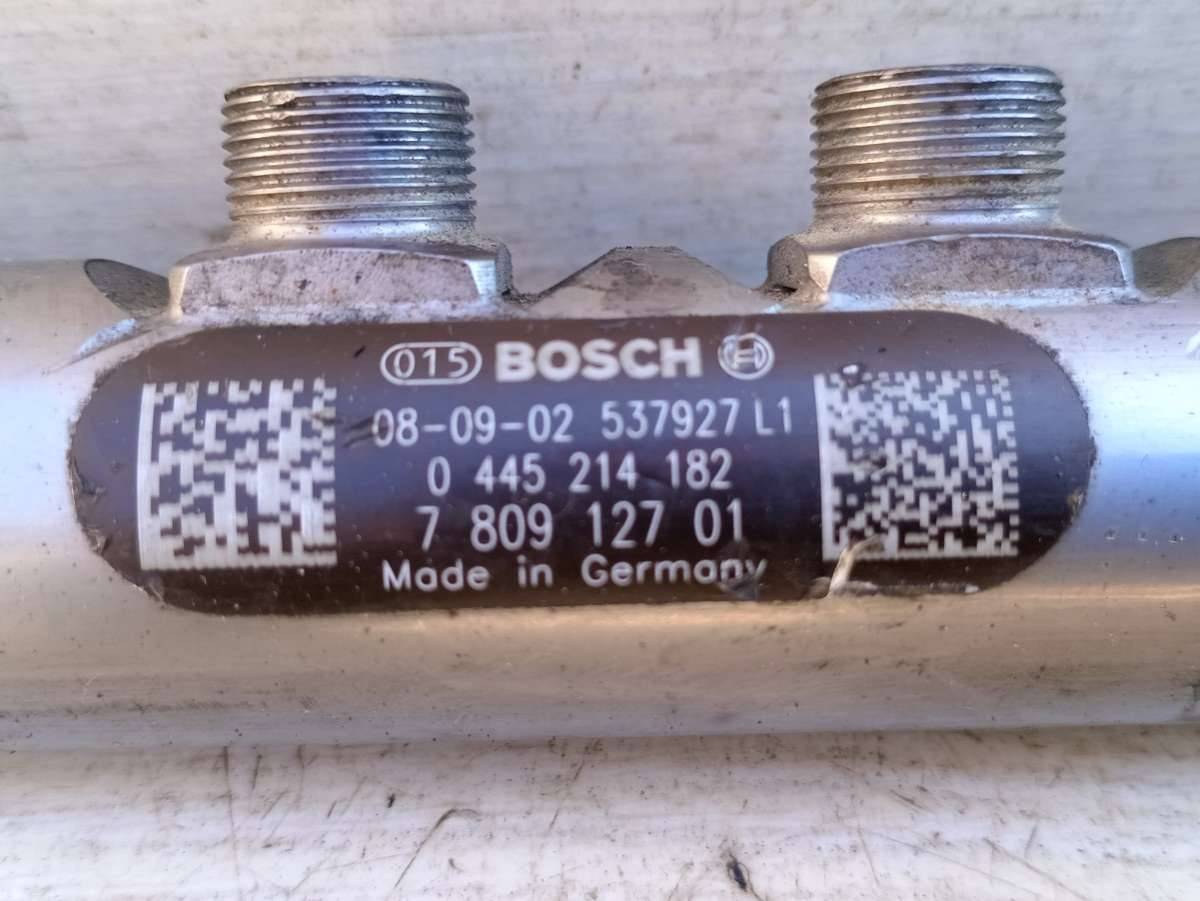 015 BOSCH
08-09-02 537927 L1
0 445 214 182
7 809 127 01
Made in Germany